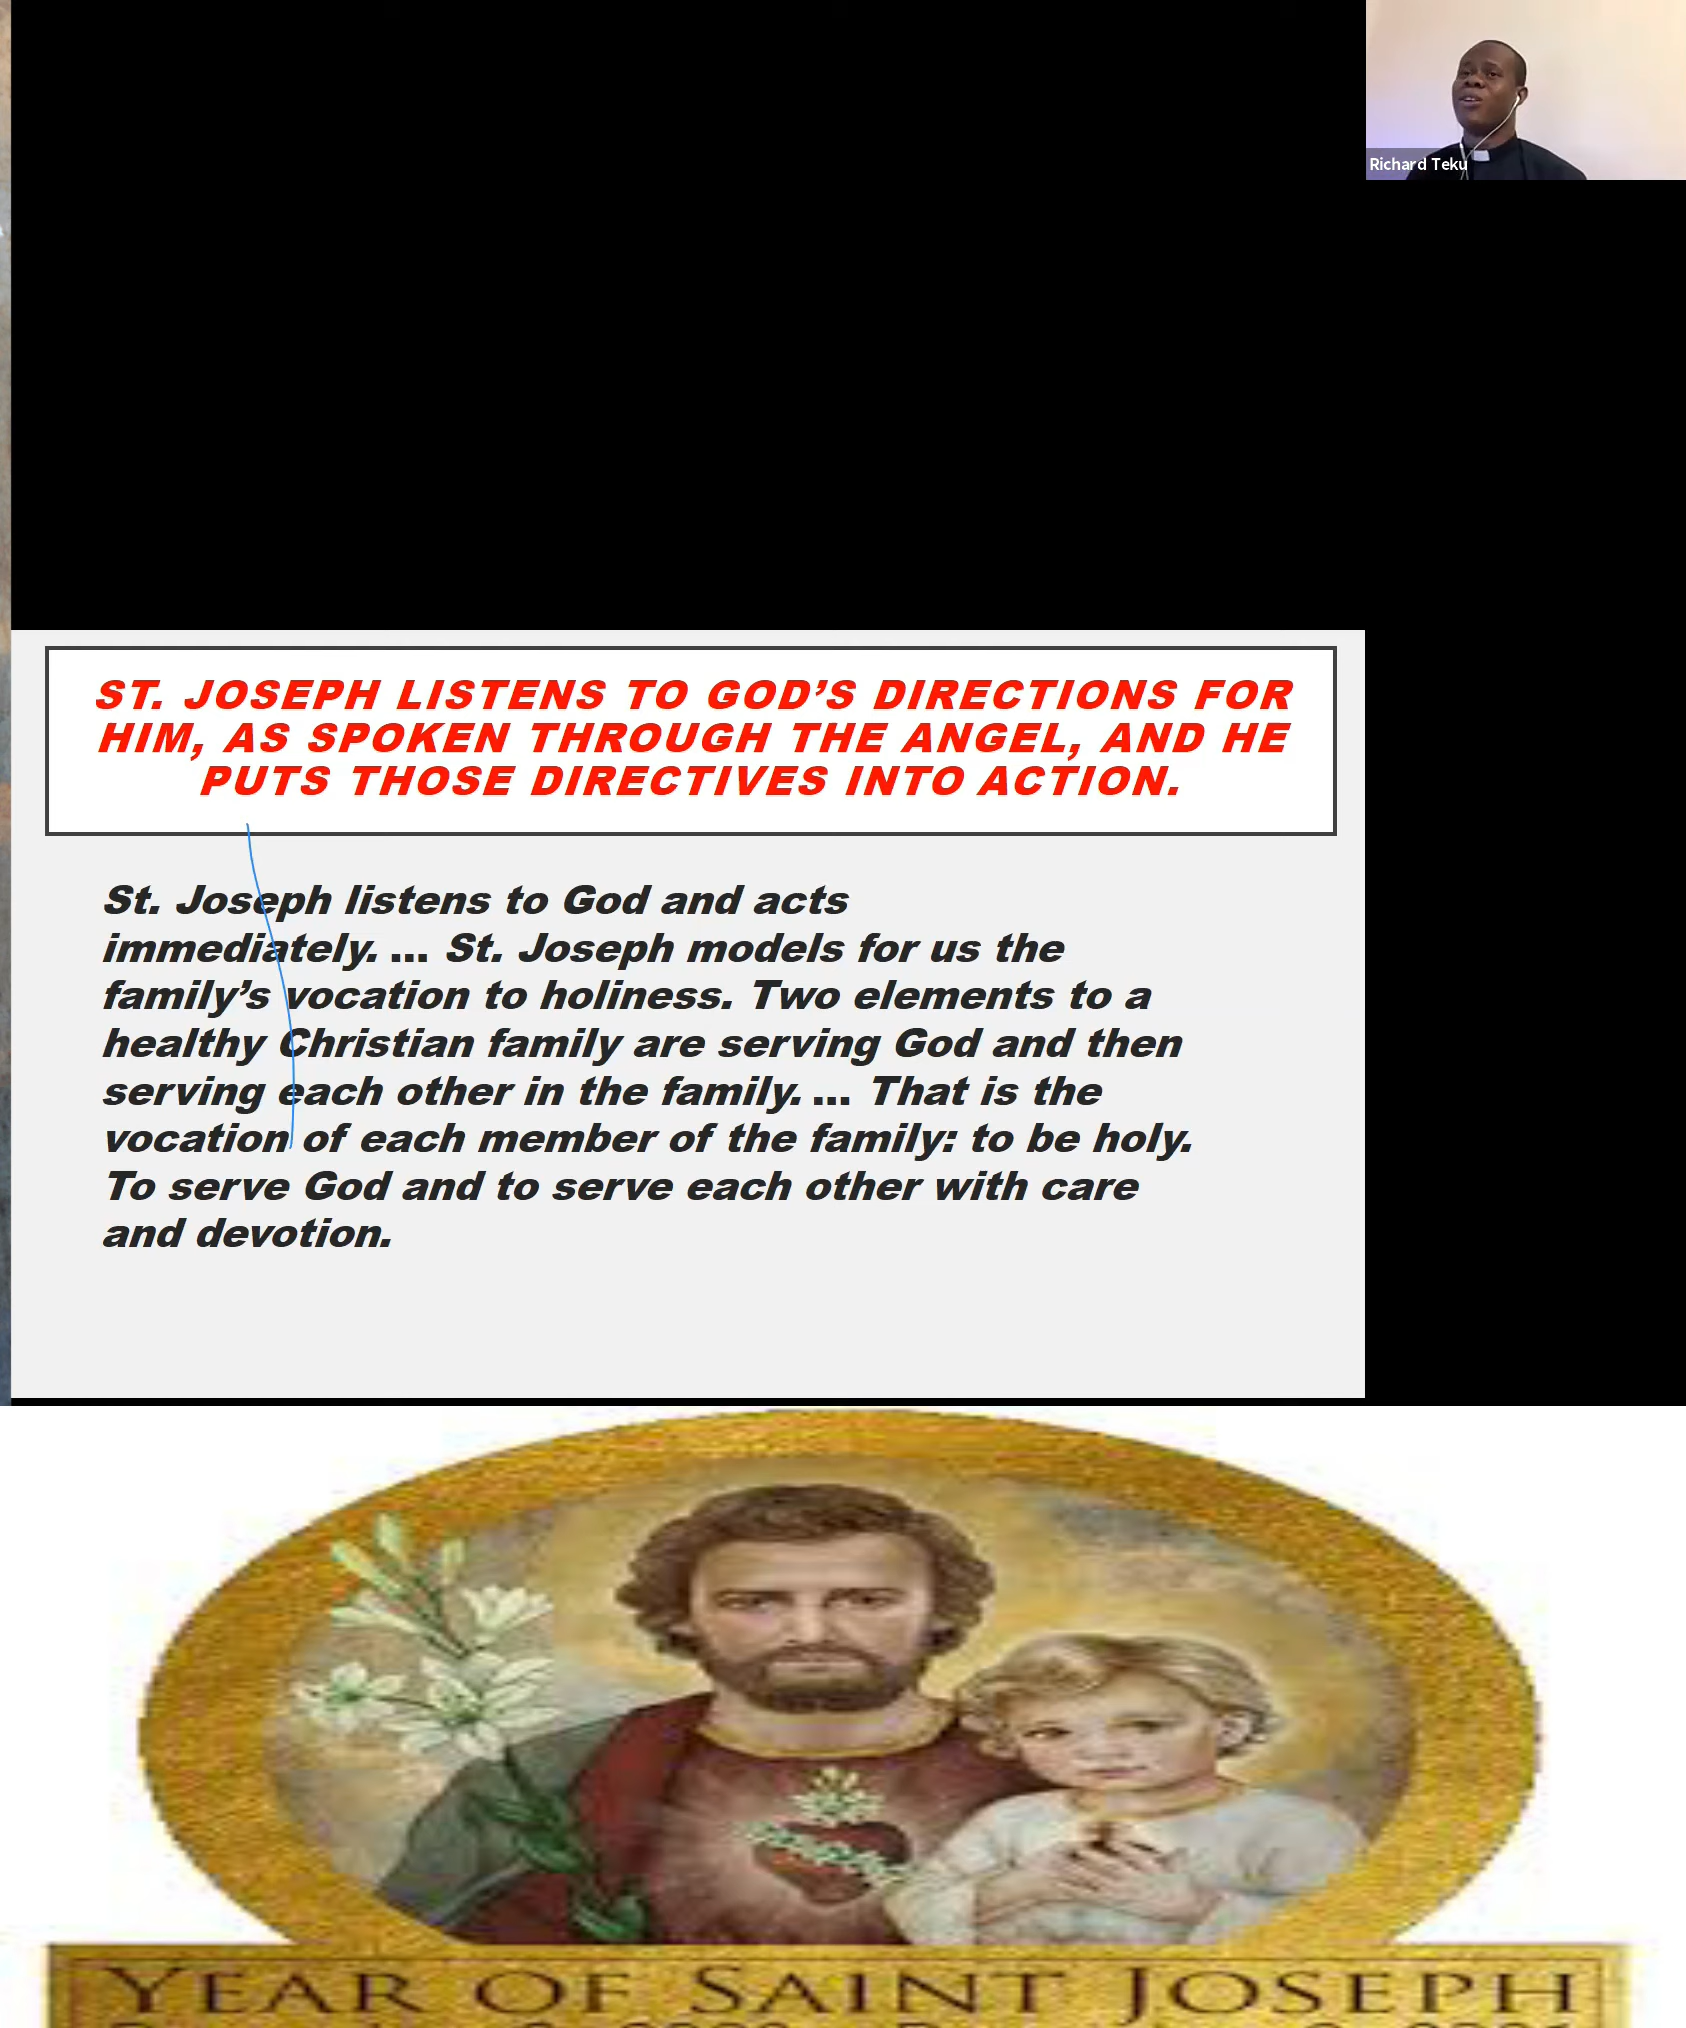 Richard Teku
ST. JOSEPH LISTENS TO GOD’S DIRECTIONS FOR
HIM, AS SPOKEN THROUGH THE ANGEL, AND HE
PUTS THOSE DIRECTIVES INTO ACTION.
St. Joseph listens to God and acts
immediately. ... St. Joseph models for us the
family’s vocation to holiness. Two elements to a
healthy Christian family are serving God and then
serving each other in the family. ... That is the
vocation of each member of the family: to be holy.
To serve God and to serve each other with care
and devotion.
YEAR OF SAINT JOSEPH